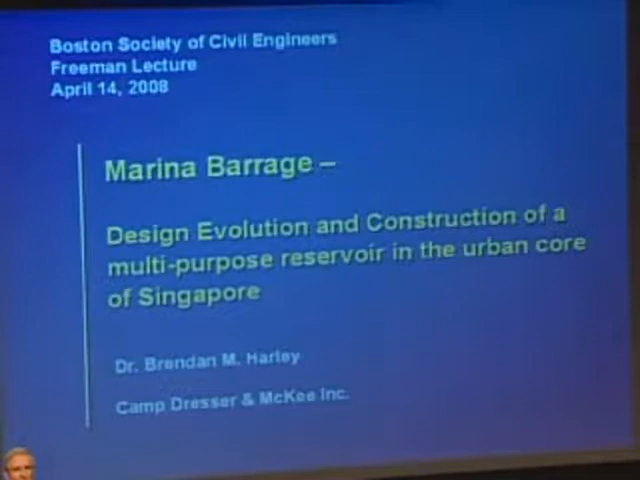 Boston Society of Civil Engineers
Freeman Lecture
April 14, 2008
Marina Barrage –
Design Evolution and Construction of a
multi-purpose reservoir in the urban core
of Singapore
Dr. Brendan M. Harley
Camp Dresser & McKee Inc.